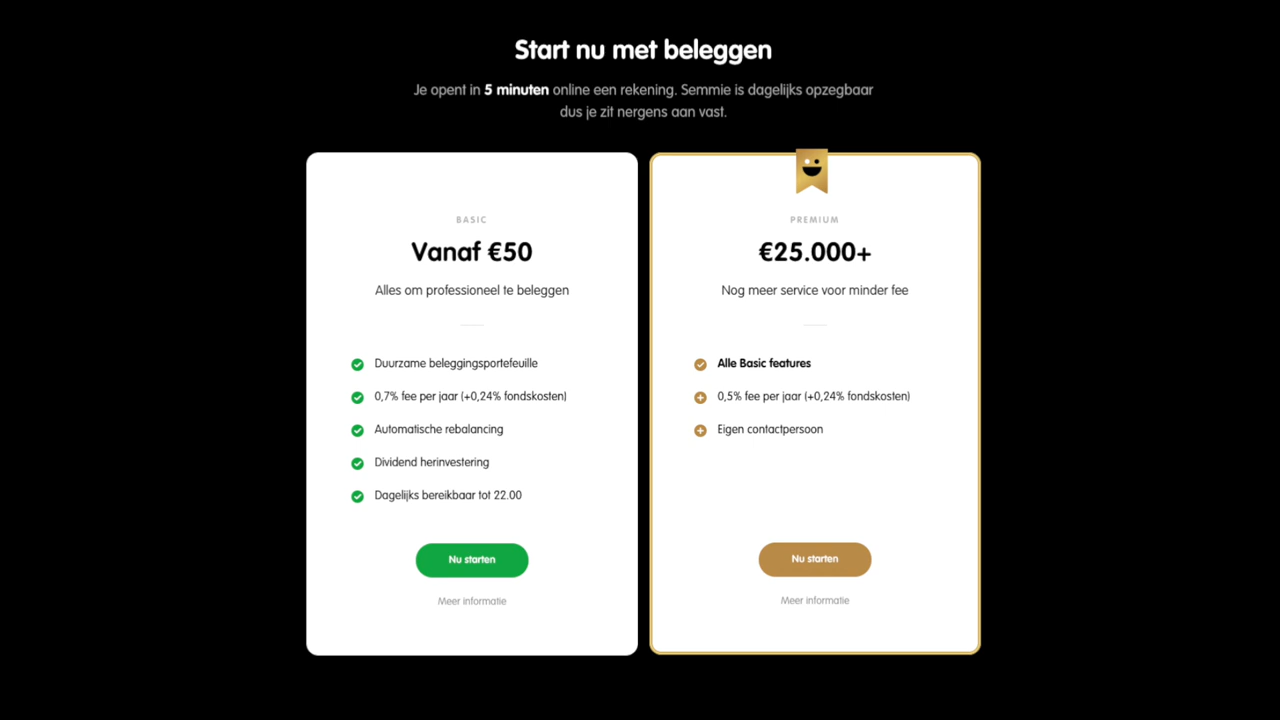 Start nu met beleggen
Je opent in 5 minuten online een rekening. Semmie is dagelijks opzegbaar
dus je zit nergens aan vast.
BASIC
Vanaf €50
Alles om professioneel te beleggen
Duurzame beleggingsportefeuille
0,7% fee per jaar (+0,24% fondskosten)
Automatische rebalancing
Dividend herinvestering
Dagelijks bereikbaar tot 22.00
Nu starten
Meer informatie
PREMIUM
€25.000+
Nog meer service voor minder fee
Alle Basic features
0,5% fee per jaar (+0,24% fondskosten)
Eigen contactpersoon
Nu starten
Meer informatie